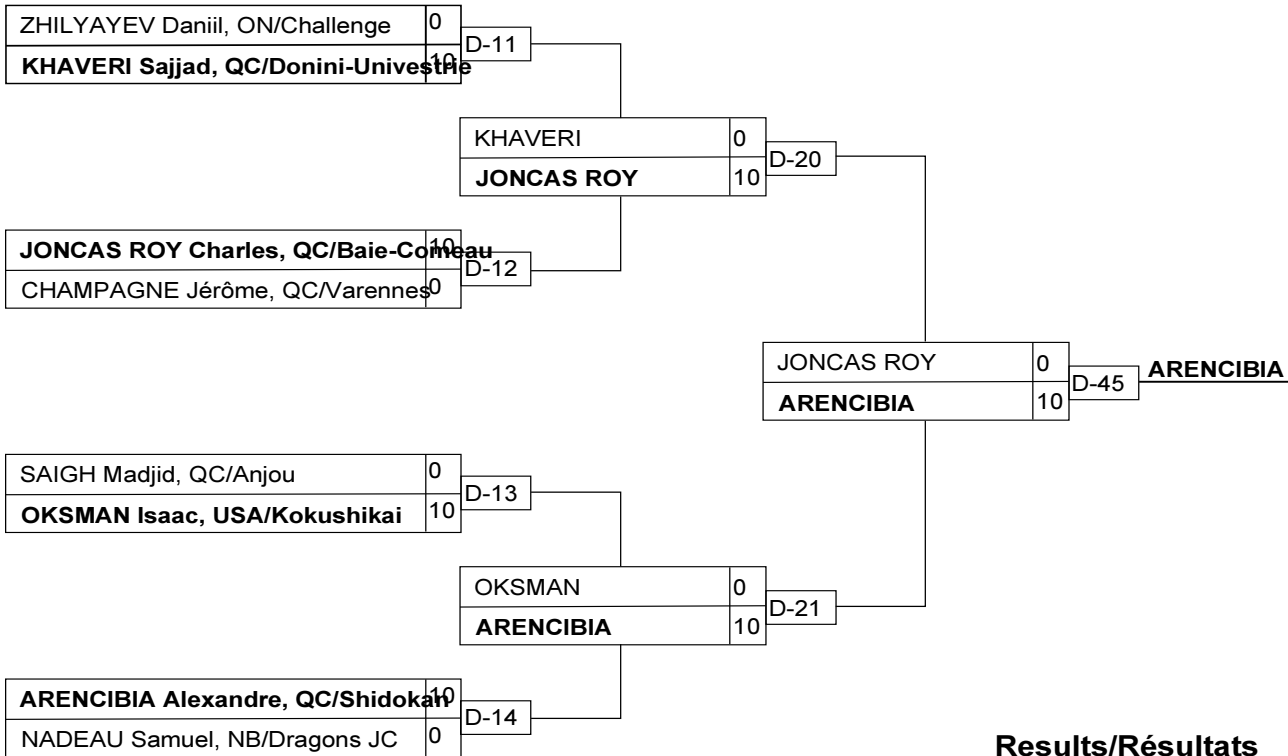 ZHILYAYEV Daniil, ON/Challenge 0
D-11
KHAVERI Sajjad, QC/Donini-Univestrie 10
KHAVERI 0
D-20
JONCAS ROY 10
JONCAS ROY Charles, QC/Baie-Comeau 10
D-12
CHAMPAGNE Jérôme, QC/Varennes 0
JONCAS ROY 0
D-45
ARENCIBIA
ARENCIBIA 10
SAIGH Madjid, QC/Anjou 0
D-13
OKSMAN Isaac, USA/Kokushikai 10
OKSMAN 0
D-21
ARENCIBIA 10
ARENCIBIA Alexandre, QC/Shidokan 10
D-14
NADEAU Samuel, NB/Dragons JC 0
Results/Résultats